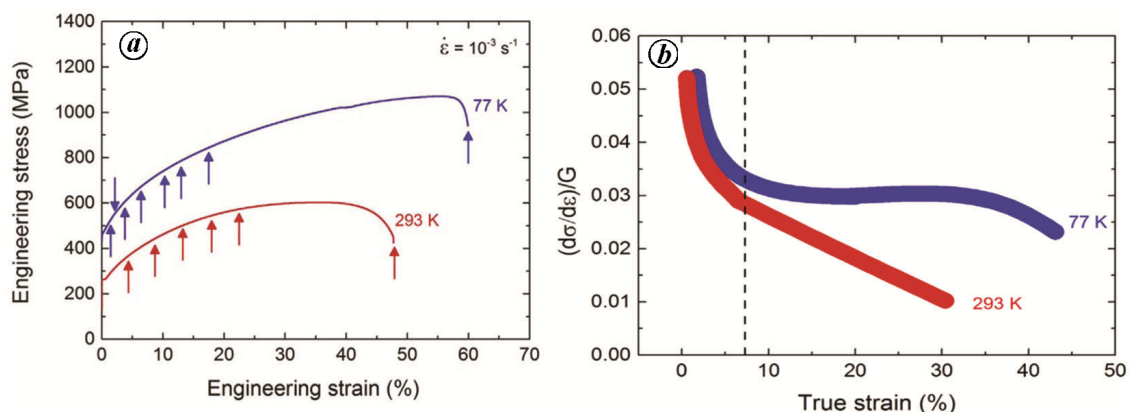 a
ε̇ = 10⁻³ s⁻¹
1400
1200
1000
800
600
400
200
0
77 K
293 K
0 10 20 30 40 50 60 70
Engineering strain (%)
Engineering stress (MPa)
b
0.06
0.05
0.04
0.03
0.02
0.01
0.00
77 K
293 K
0 10 20 30 40 50
True strain (%)
(dσ/dε)/G